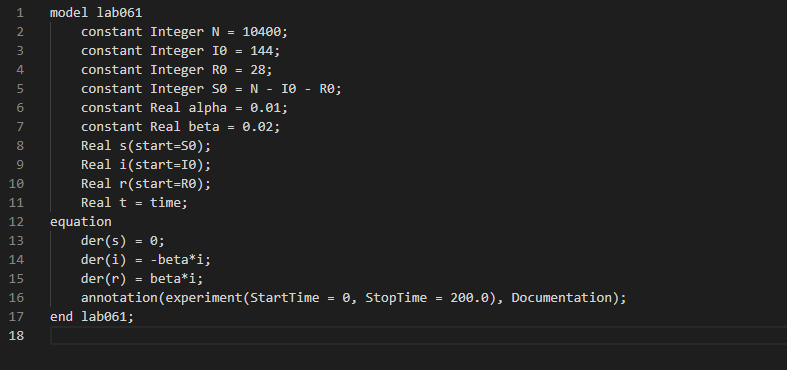 1 model lab061
2     constant Integer N = 10400;
3     constant Integer I0 = 144;
4     constant Integer R0 = 28;
5     constant Integer S0 = N - I0 - R0;
6     constant Real alpha = 0.01;
7     constant Real beta = 0.02;
8     Real s(start=S0);
9     Real i(start=I0);
10     Real r(start=R0);
11     Real t = time;
12 equation
13     der(s) = 0;
14     der(i) = -beta*i;
15     der(r) = beta*i;
16     annotation(experiment(StartTime = 0, StopTime = 200.0), Documentation);
17 end lab061;
18